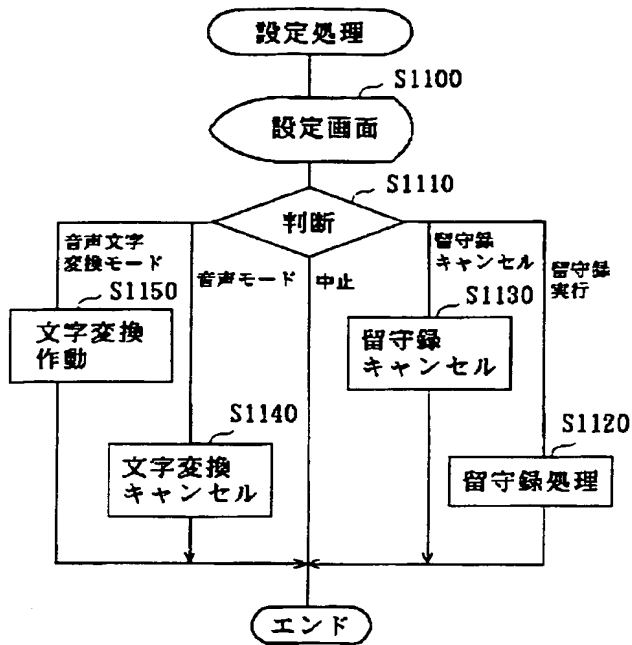 設定処理
S1100
設定画面
S1110
判断
音声文字
変換モード
音声モード
中止
留守録
キャンセル
留守録
実行
S1150
文字変換
作動
S1130
留守録
キャンセル
S1140
文字変換
キャンセル
S1120
留守録処理
エンド